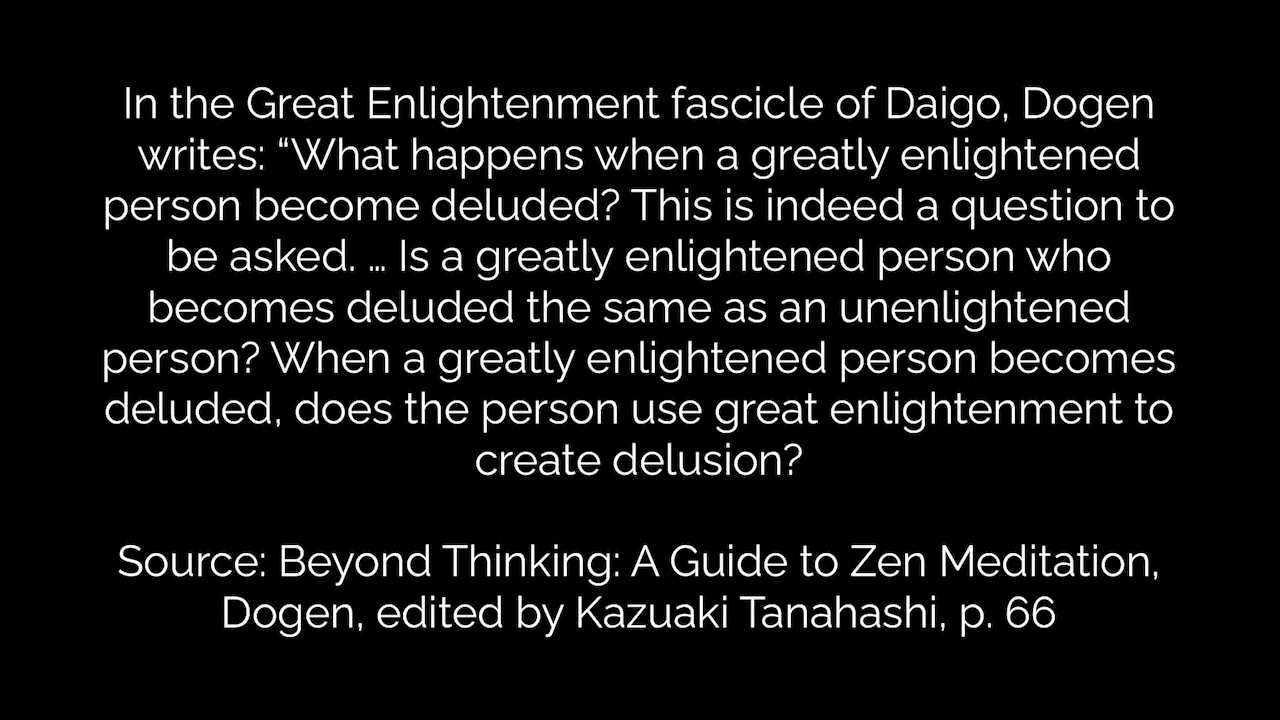 In the Great Enlightenment fascicle of Daigo, Dogen
writes: “What happens when a greatly enlightened
person become deluded? This is indeed a question to
be asked. … Is a greatly enlightened person who
becomes deluded the same as an unenlightened
person? When a greatly enlightened person becomes
deluded, does the person use great enlightenment to
create delusion?
Source: Beyond Thinking: A Guide to Zen Meditation,
Dogen, edited by Kazuaki Tanahashi, p. 66